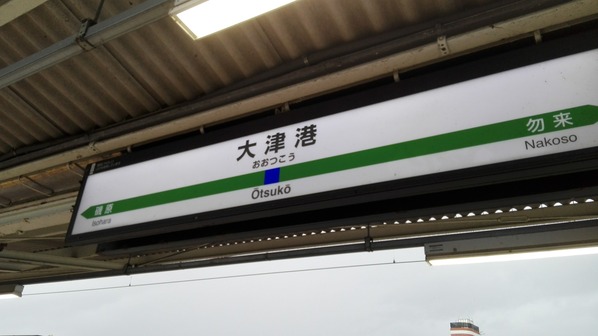 大津港
おおつこう
Ōtsukō
磯原
Isohara
勿来
Nakoso